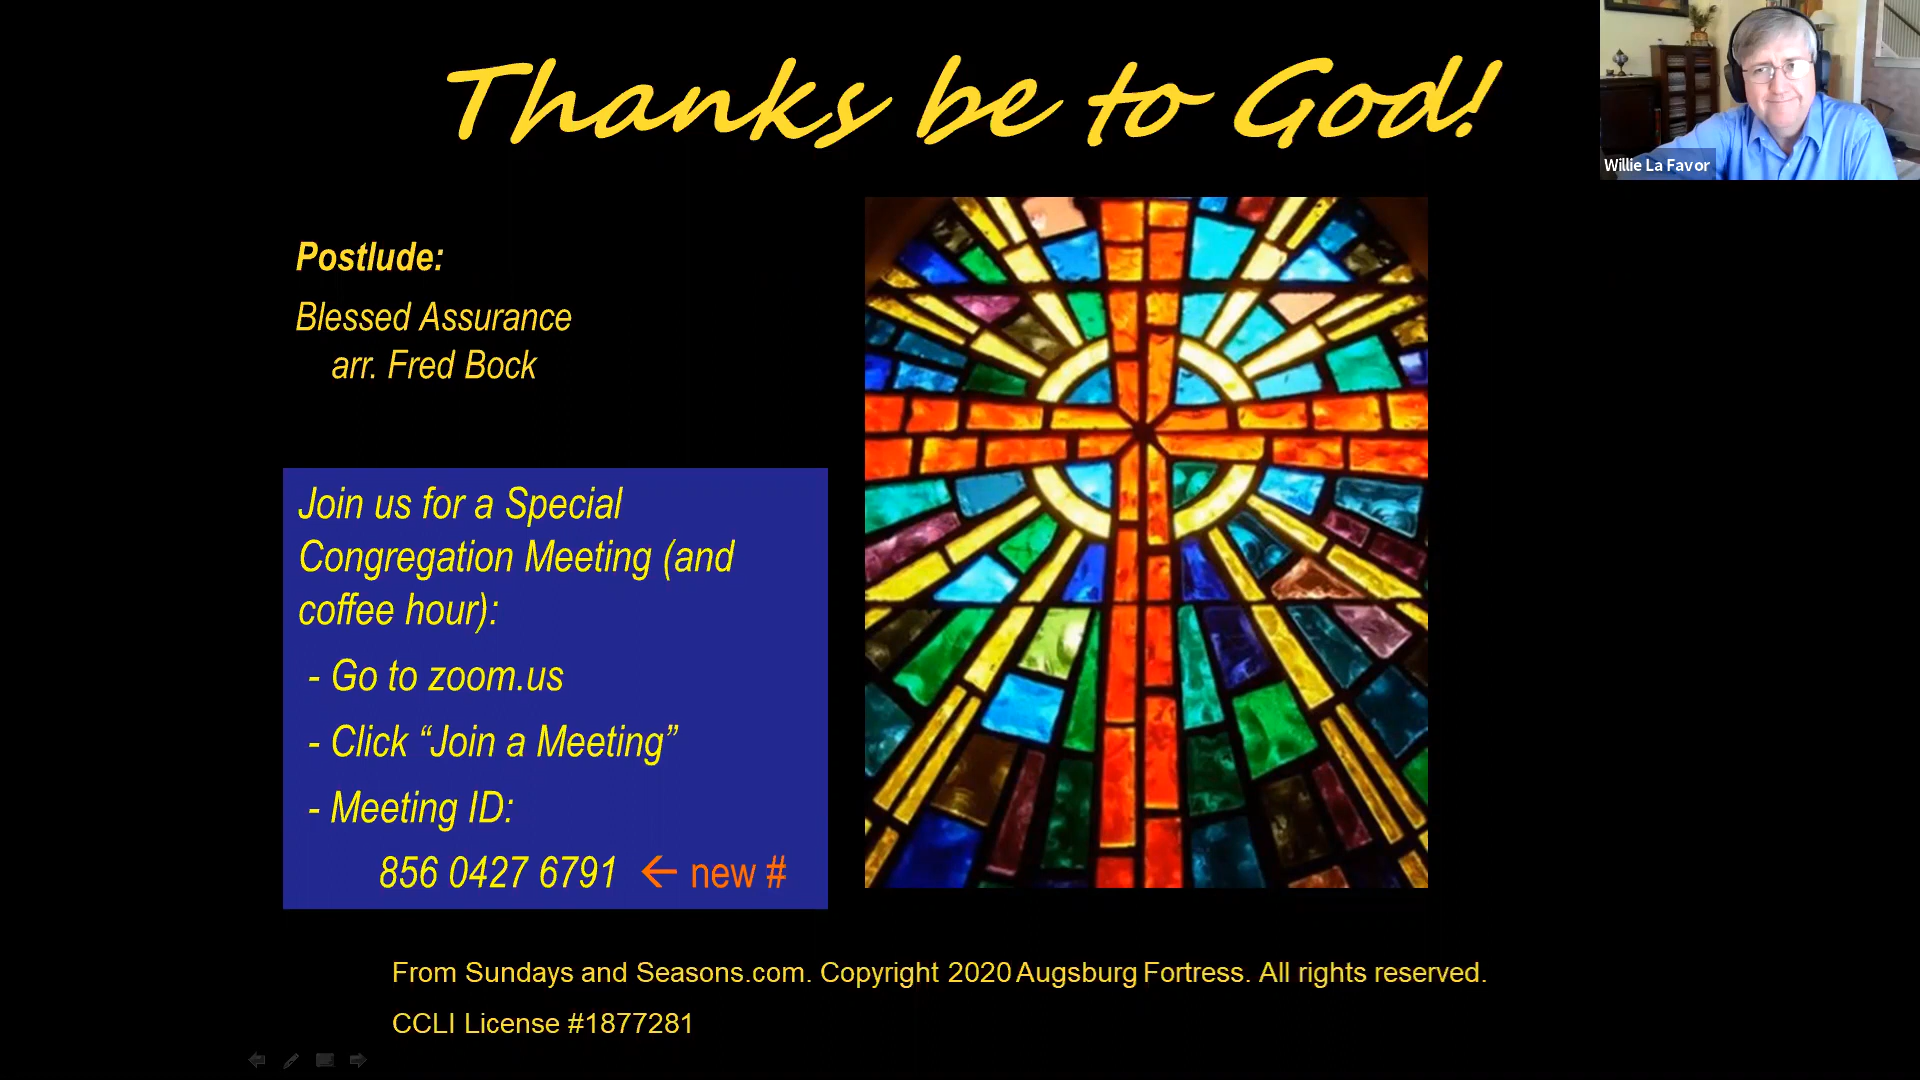 Thanks be to God!
Willie La Favor
Postlude:
Blessed Assurance
arr. Fred Bock
Join us for a Special
Congregation Meeting (and
coffee hour):
- Go to zoom.us
- Click “Join a Meeting”
- Meeting ID:
856 0427 6791 ← new #
From Sundays and Seasons.com. Copyright 2020 Augsburg Fortress. All rights reserved.
CCLI License #1877281